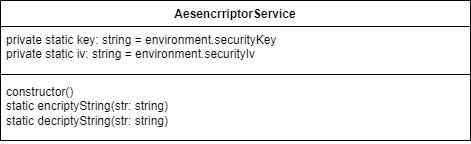 AesencrriptorService
private static key: string = environment.securityKey
private static iv: string = environment.securityIv
constructor()
static encriptyString(str: string)
static decriptyString(str: string)